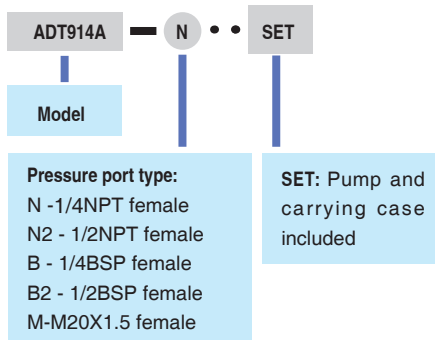 ADT914A — N • • SET
Model
Pressure port type:
N -1/4NPT female
N2 - 1/2NPT female
B - 1/4BSP female
B2 - 1/2BSP female
M-M20X1.5 female
SET: Pump and
carrying case
included